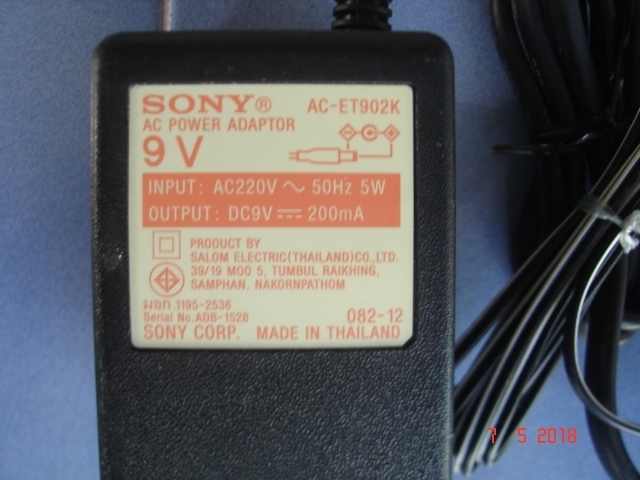 SONY® AC-ET902K
AC POWER ADAPTOR
9V
INPUT: AC220V ~ 50Hz 5W
OUTPUT: DC9V ⎓ 200mA
PRODUCT BY
SALOM ELECTRIC(THAILAND)CO.,LTD.
39/19 MOO 5, TUMBUL RAIKHING,
SAMPHAN, NAKORNPATHOM
มอก.1195-2536
Serial No.ADB-1528 082-12
SONY CORP. MADE IN THAILAND
7 5 2018